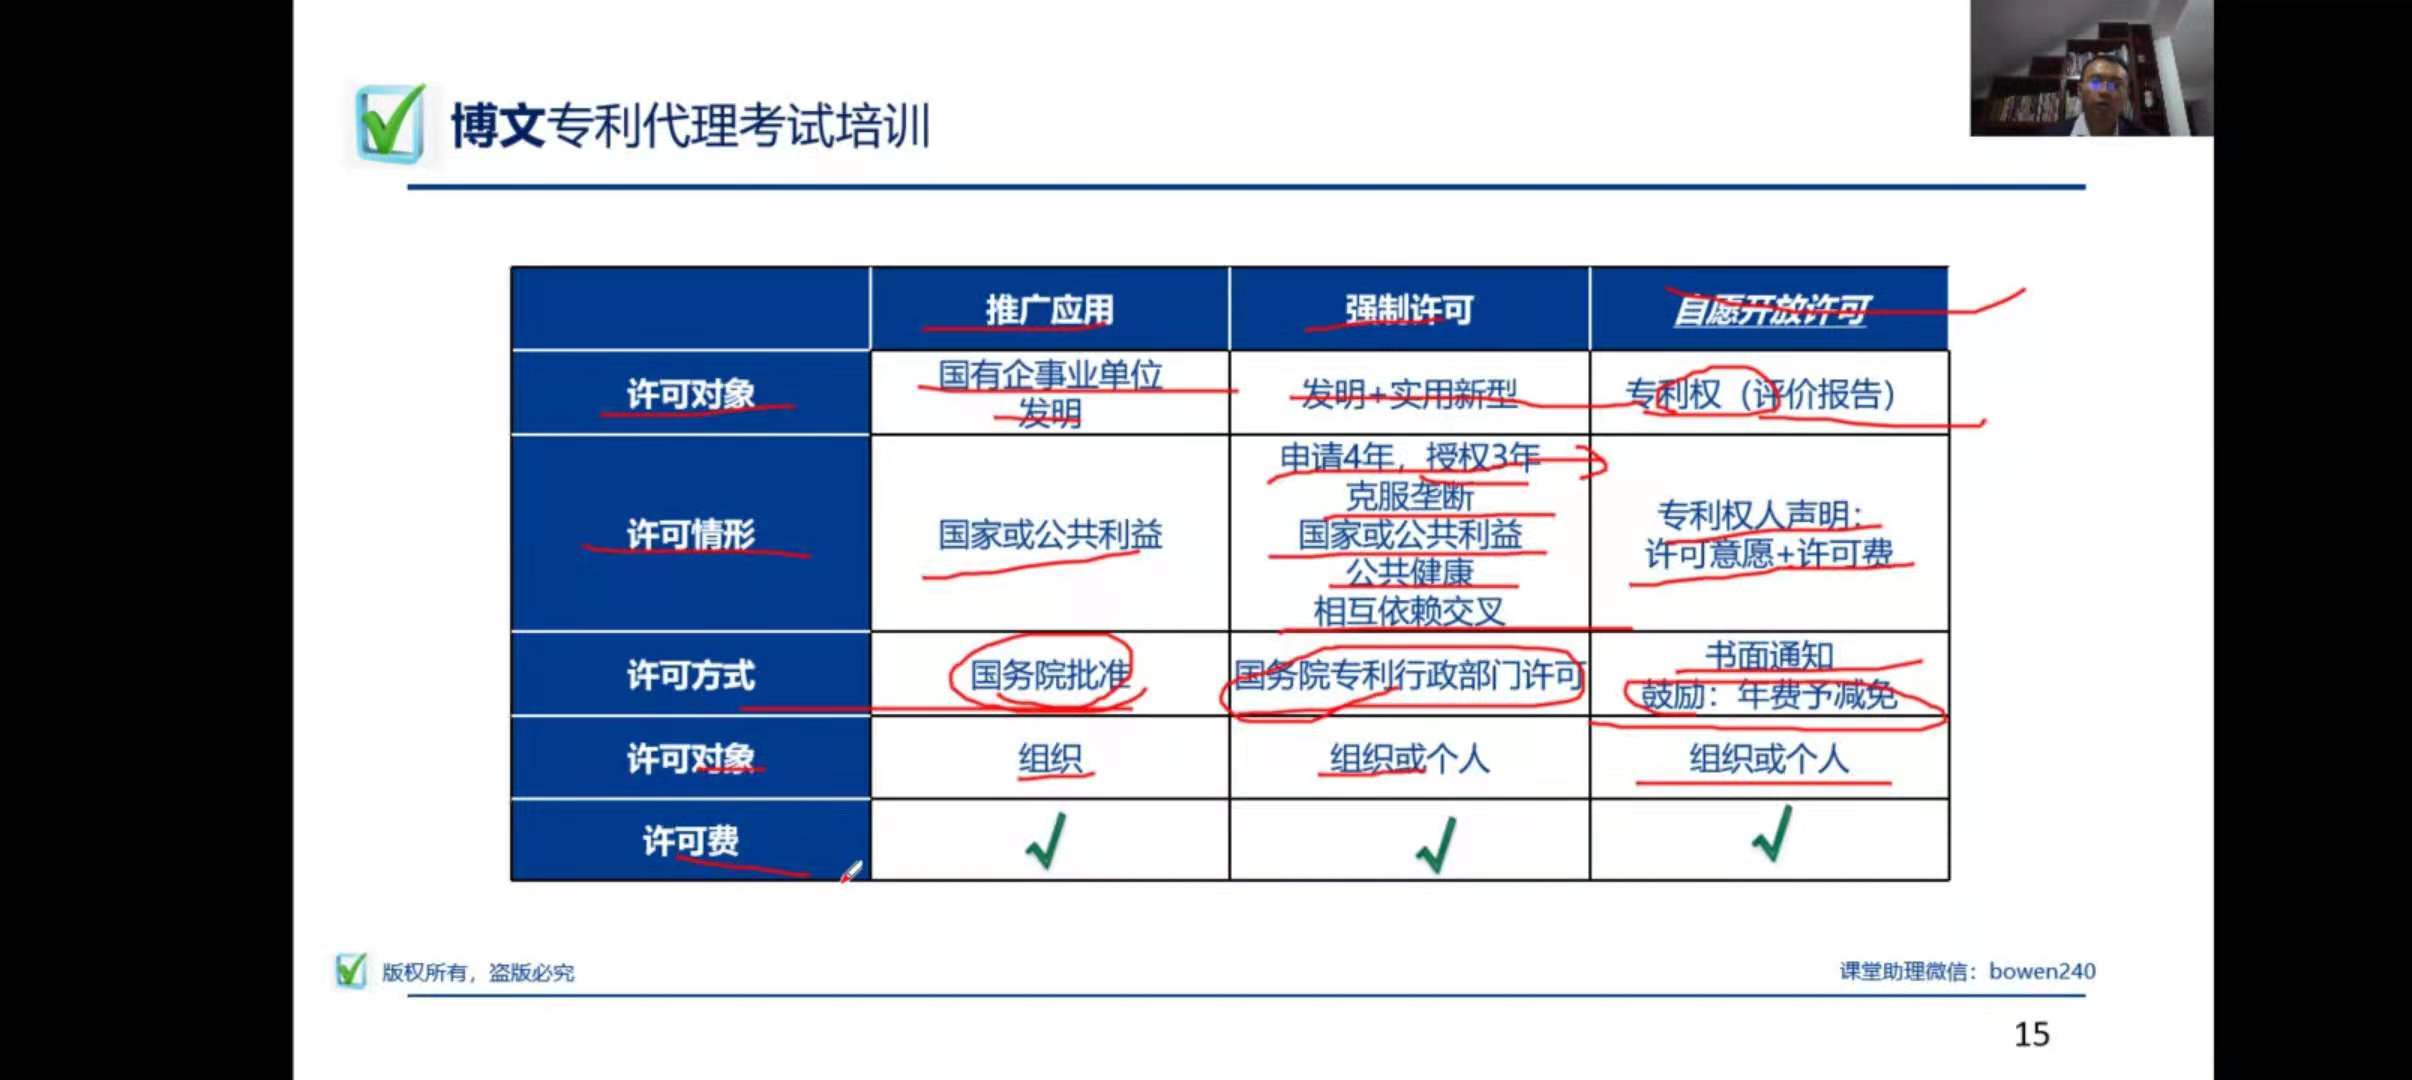 博文专利代理考试培训
推广应用
强制许可
自愿开放许可
许可对象
国有企事业单位
发明
发明+实用新型
专利权（评价报告）
许可情形
国家或公共利益
申请4年，授权3年
克服垄断
国家或公共利益
公共健康
相互依赖交叉
专利权人声明：
许可意愿+许可费
许可方式
国务院批准
国务院专利行政部门许可
书面通知
鼓励：年费予减免
许可对象
组织
组织或个人
组织或个人
许可费
版权所有，盗版必究
课堂助理微信：bowen240
15